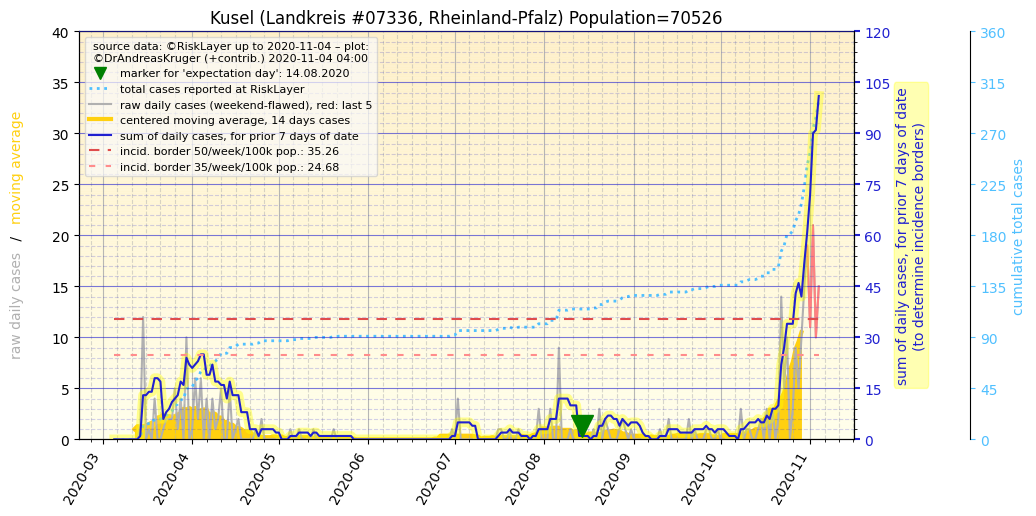 Kusel (Landkreis #07336, Rheinland-Pfalz) Population=70526
source data: ©RiskLayer up to 2020-11-04 – plot:
©DrAndreasKruger (+contrib.) 2020-11-04 04:00
marker for 'expectation day': 14.08.2020
total cases reported at RiskLayer
raw daily cases (weekend-flawed), red: last 5
centered moving average, 14 days cases
sum of daily cases, for prior 7 days of date
incid. border 50/week/100k pop.: 35.26
incid. border 35/week/100k pop.: 24.68
raw daily cases / moving average
40
35
30
25
20
15
10
5
0
120
105
90
75
60
45
30
15
0
sum of daily cases, for prior 7 days of date
(to determine incidence borders)
360
315
270
225
180
135
90
45
0
cumulative total cases
2020-03
2020-04
2020-05
2020-06
2020-07
2020-08
2020-09
2020-10
2020-11